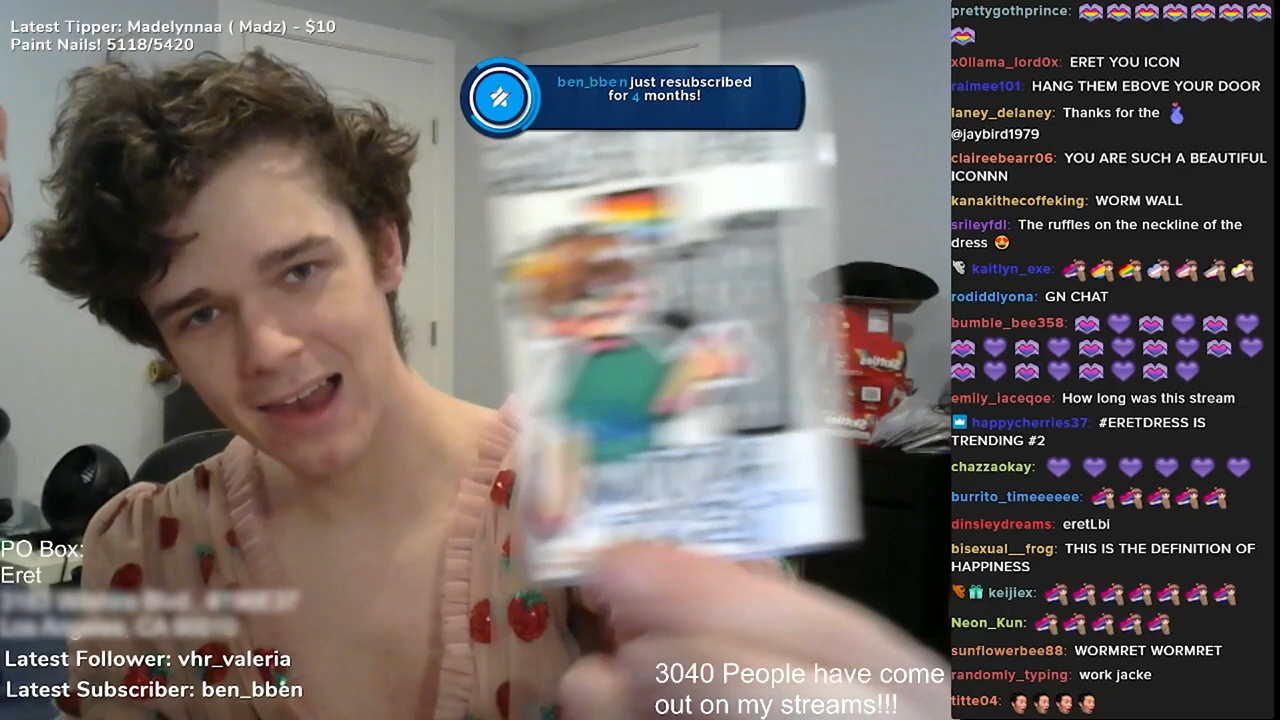 Latest Tipper: Madelynnaa ( Madz) - $10
Paint Nails! 5118/5420
ben_bben just resubscribed
for 4 months!
PO Box:
Eret
Latest Follower: vhr_valeria
Latest Subscriber: ben_bben
3040 People have come
out on my streams!!!
prettygothprince:
x0llama_lord0x: ERET YOU ICON
raimee101: HANG THEM EBOVE YOUR DOOR
laney_delaney: Thanks for the
@jaybird1979
claireebearr06: YOU ARE SUCH A BEAUTIFUL
ICONNN
kanakithecoffeking: WORM WALL
srileyfdl: The ruffles on the neckline of the
dress 😍
kaitlyn_exe:
rodiddlyona: GN CHAT
bumble_bee358:
emily_iaceqoe: How long was this stream
happycherries37: #ERETDRESS IS
TRENDING #2
chazzaokay:
burrito_timeeeeee:
dinsleydreams: eretLbi
bisexual__frog: THIS IS THE DEFINITION OF
HAPPINESS
keijiex:
Neon_Kun:
sunflowerbee88: WORMRET WORMRET
randomly_typing: work jacke
titte04: